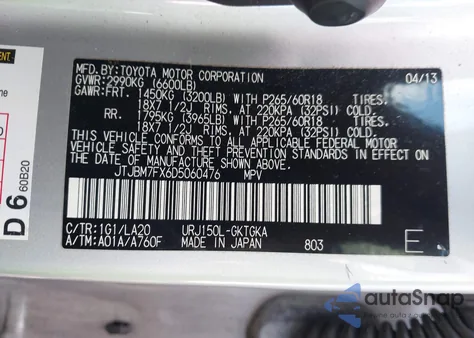 MFD.BY:TOYOTA MOTOR CORPORATION 04/13
GVWR:2990KG (6600LB)
GAWR:FRT. 1450KG (3200LB) WITH P265/60R18 TIRES.
18X7 1/2J RIMS, AT 220KPA (32PSI) COLD.
RR. 1795KG (3965LB) WITH P265/60R18 TIRES.
18X7 1/2J RIMS, AT 220KPA (32PSI) COLD.
THIS VEHICLE CONFORMS TO ALL APPLICABLE FEDERAL MOTOR
VEHICLE SAFETY AND THEFT PREVENTION STANDARDS IN EFFECT
ON THE DATE OF MANUFACTURE SHOWN ABOVE.
JTJBM7FX6D5060476 MPV
C/TR:1G1/LA20 URJ150L-GKTGKA
A/TM:A01A/A760F MADE IN JAPAN 803 E
D 6 60B20
autoSnap